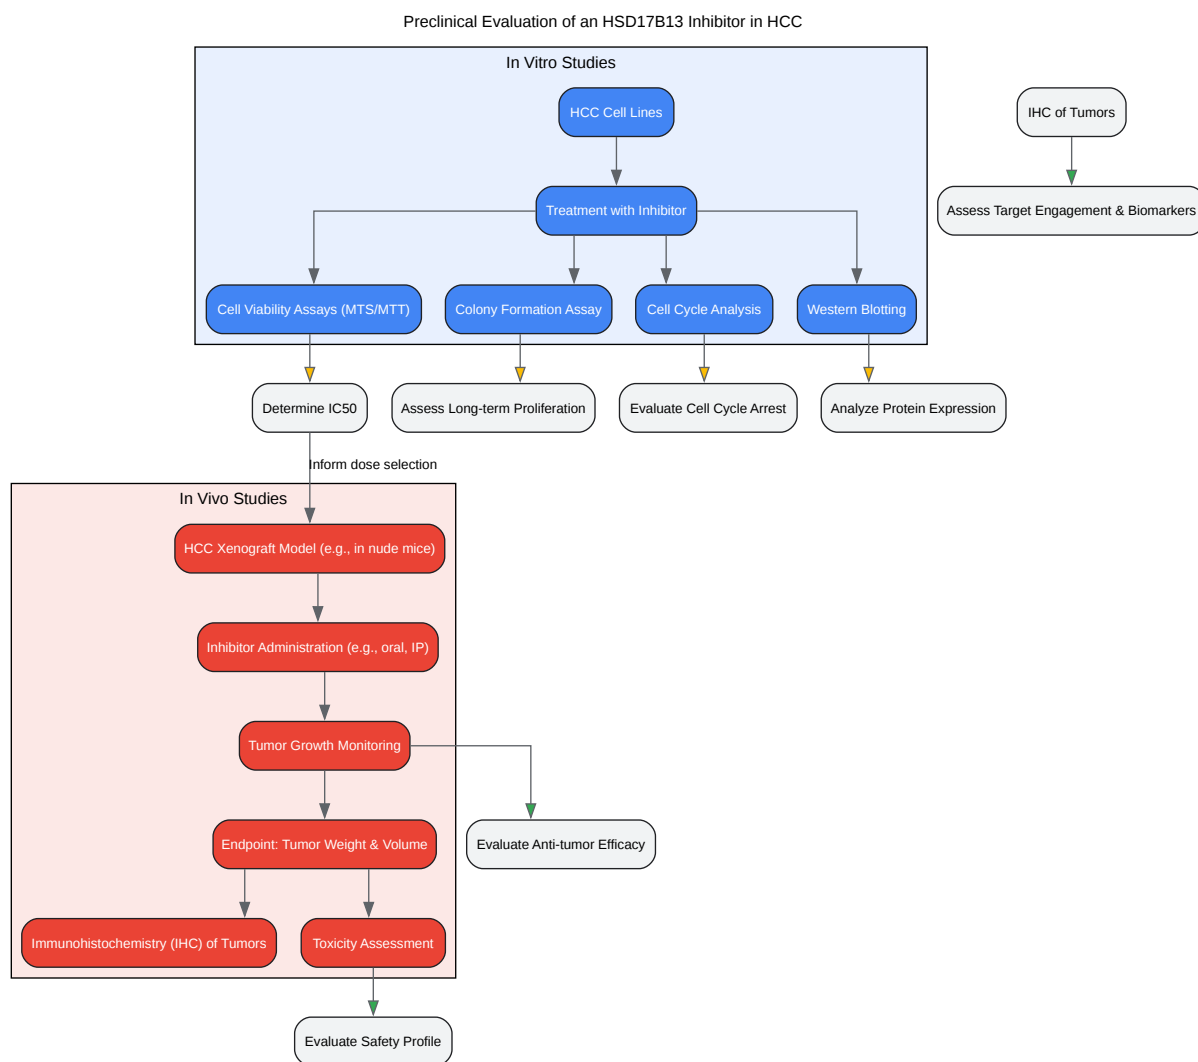 Preclinical Evaluation of an HSD17B13 Inhibitor in HCC
In Vitro Studies
HCC Cell Lines
IHC of Tumors
Treatment with Inhibitor
Assess Target Engagement & Biomarkers
Cell Viability Assays (MTS/MTT)
Colony Formation Assay
Cell Cycle Analysis
Western Blotting
Determine IC50
Assess Long-term Proliferation
Evaluate Cell Cycle Arrest
Analyze Protein Expression
Inform dose selection
In Vivo Studies
HCC Xenograft Model (e.g., in nude mice)
Inhibitor Administration (e.g., oral, IP)
Tumor Growth Monitoring
Endpoint: Tumor Weight & Volume
Evaluate Anti-tumor Efficacy
Immunohistochemistry (IHC) of Tumors
Toxicity Assessment
Evaluate Safety Profile